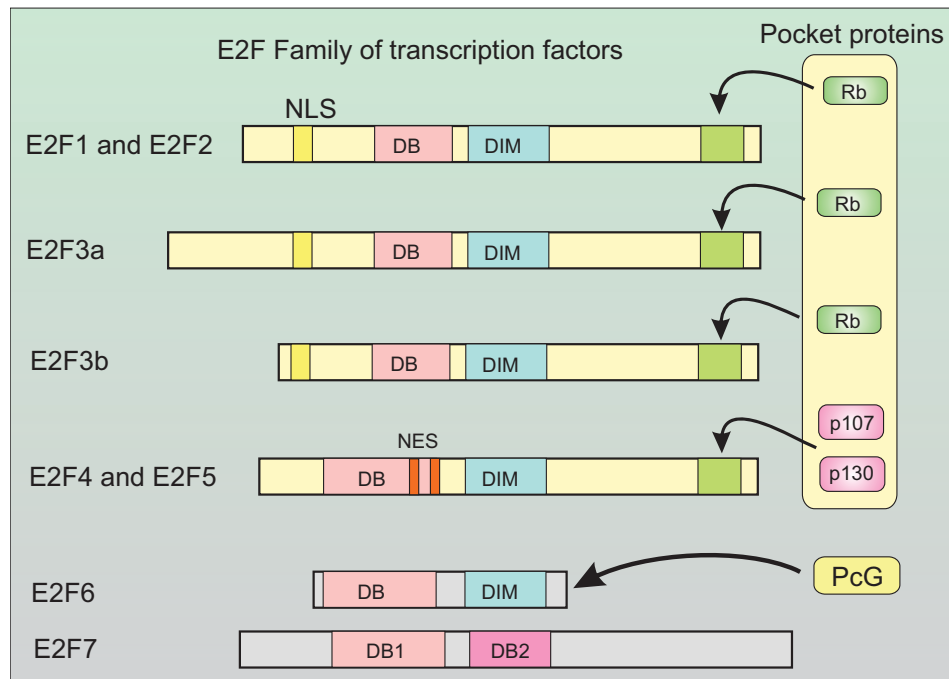 E2F Family of transcription factors
Pocket proteins
Rb
NLS
E2F1 and E2F2
DB
DIM
Rb
E2F3a
DB
DIM
Rb
E2F3b
DB
DIM
p107
NES
E2F4 and E2F5
DB
DIM
p130
PcG
E2F6
DB
DIM
E2F7
DB1
DB2